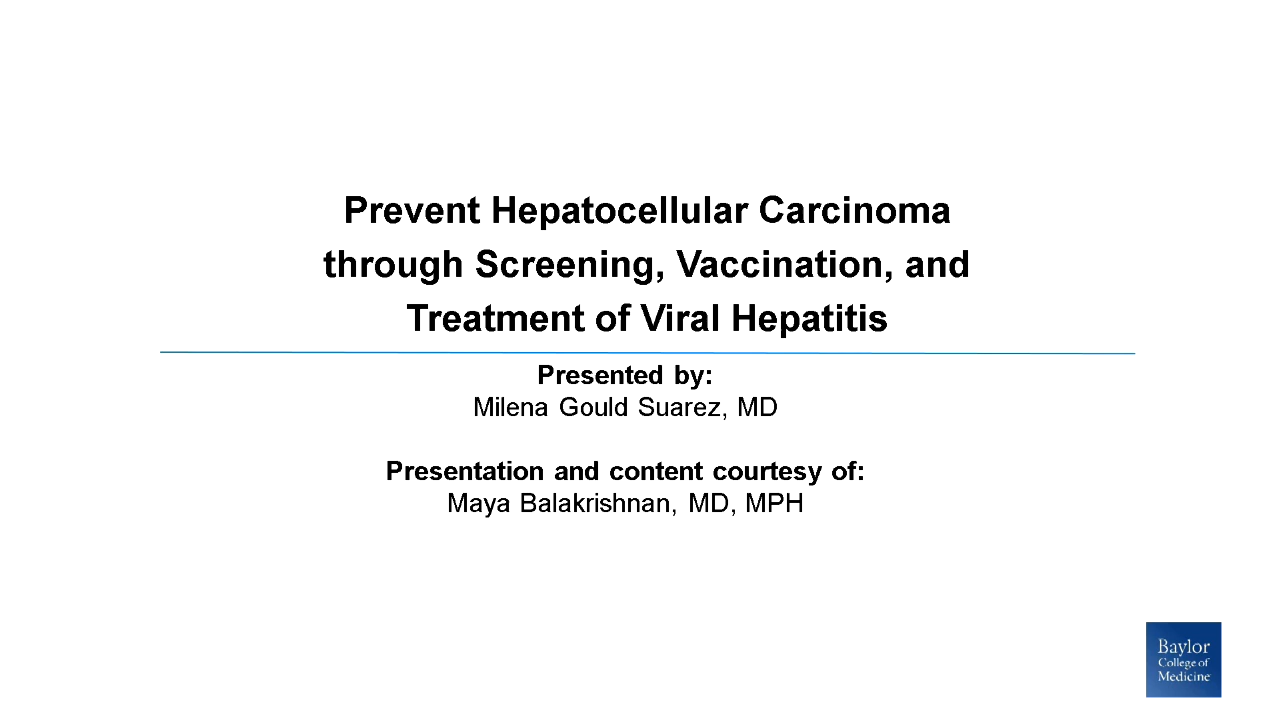 Prevent Hepatocellular Carcinoma
through Screening, Vaccination, and
Treatment of Viral Hepatitis
Presented by:
Milena Gould Suarez, MD
Presentation and content courtesy of:
Maya Balakrishnan, MD, MPH
Baylor
College of
Medicine